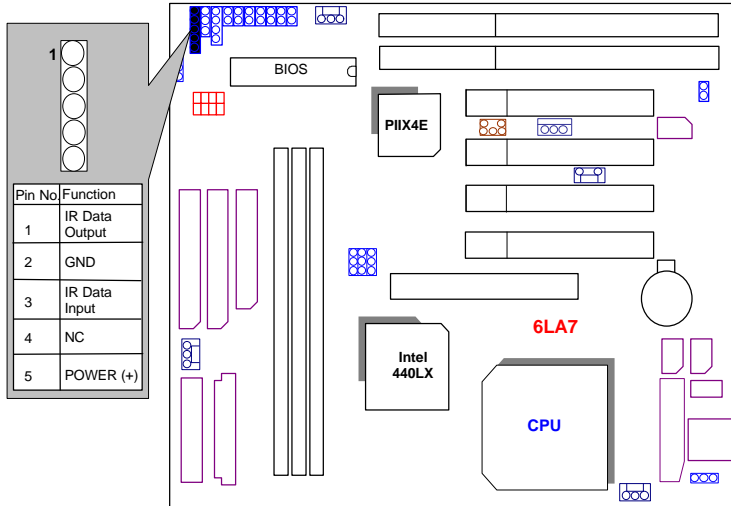 1
Pin No. Function
1 IR Data Output
2 GND
3 IR Data Input
4 NC
5 POWER (+)
BIOS
PIIX4E
6LA7
Intel
440LX
CPU